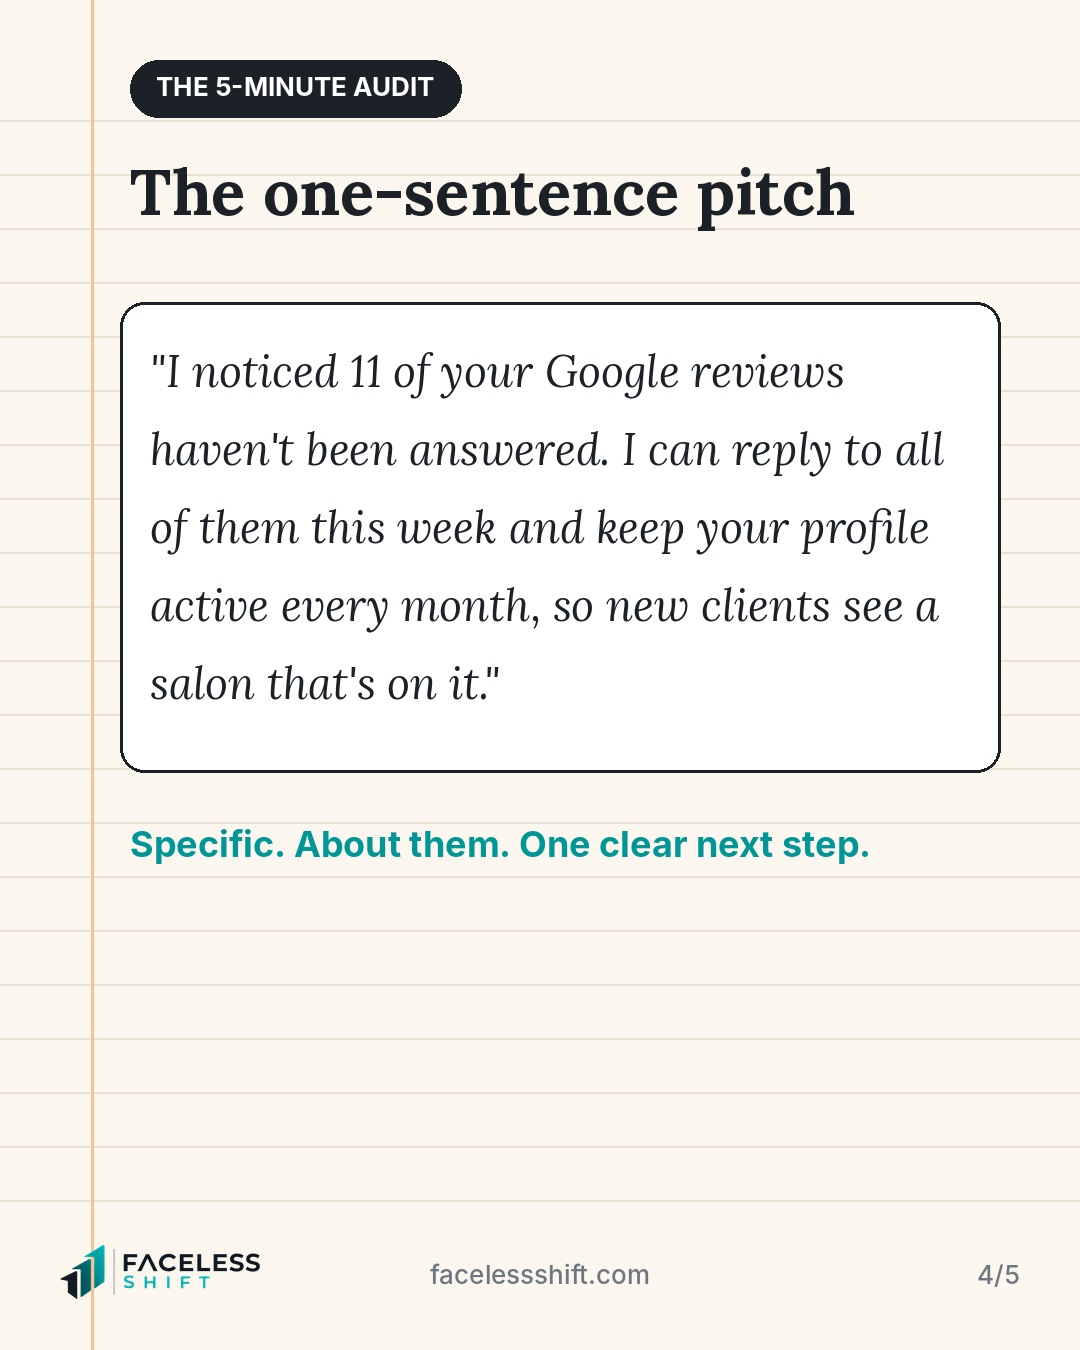 THE 5-MINUTE AUDIT
The one-sentence pitch
"I noticed 11 of your Google reviews
haven't been answered. I can reply to all
of them this week and keep your profile
active every month, so new clients see a
salon that's on it."
Specific. About them. One clear next step.
FACELESS
SHIFT
facelessshift.com
4/5